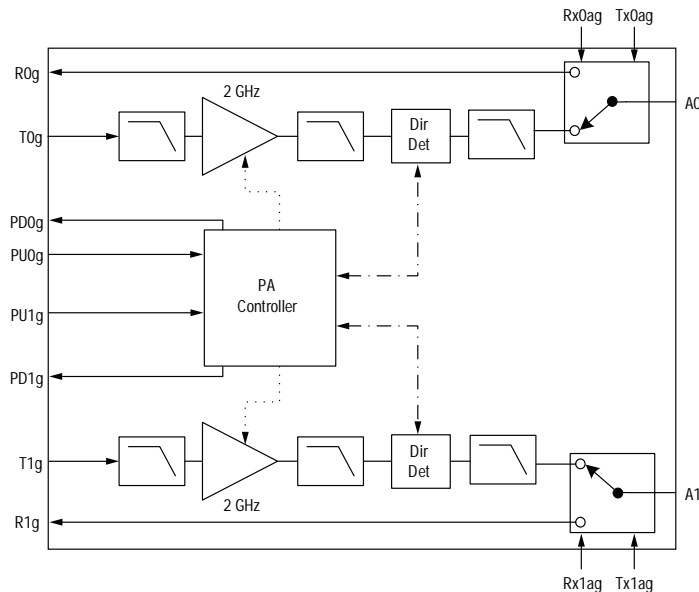 Rx0ag Tx0ag
R0g
2 GHz
A0
T0g
Dir
Det
PD0g
PU0g
PA
Controller
PU1g
PD1g
T1g
Dir
Det
2 GHz
A1
R1g
Rx1ag Tx1ag